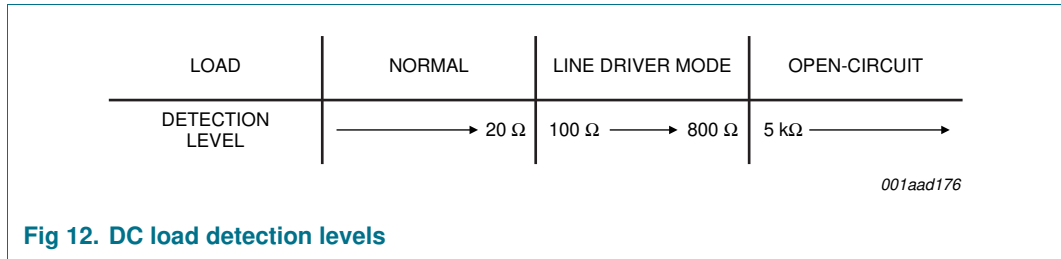 LOAD NORMAL LINE DRIVER MODE OPEN-CIRCUIT
DETECTION
LEVEL
20 Ω 100 Ω 800 Ω 5 kΩ
001aad176
Fig 12. DC load detection levels